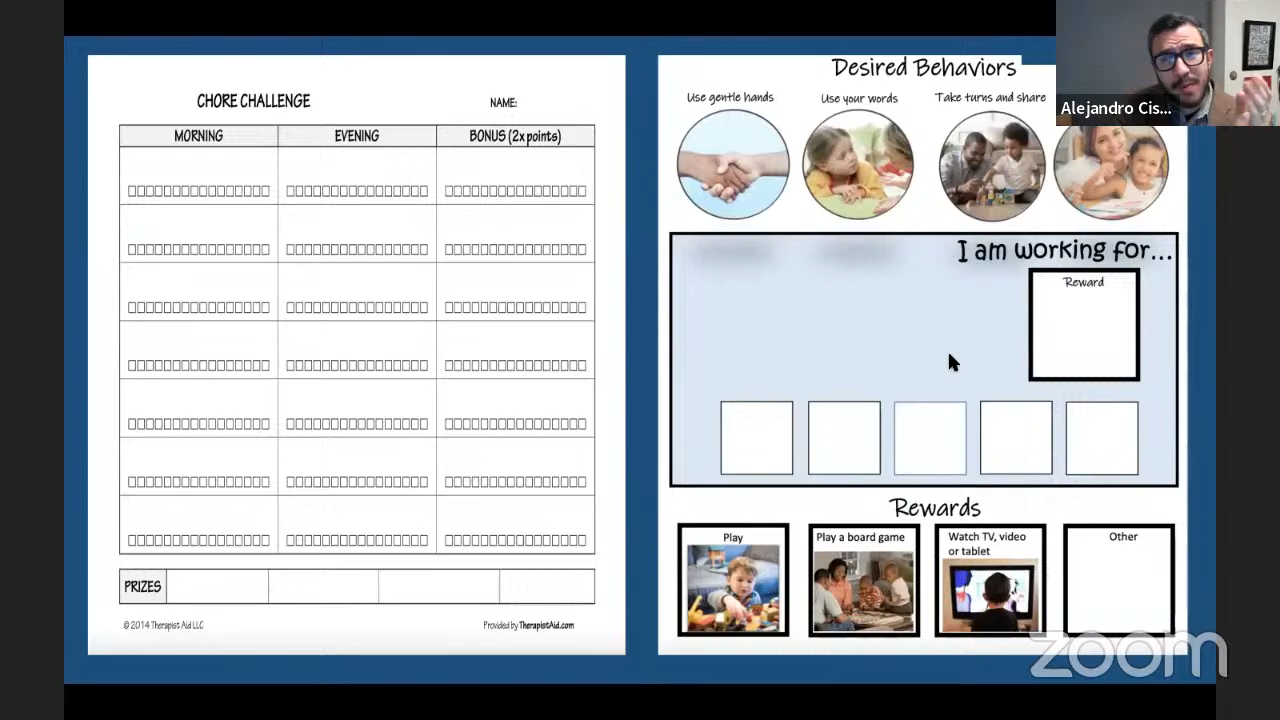 CHORE CHALLENGE
NAME:
MORNING
EVENING
BONUS (2x points)
PRIZES
© 2014 Therapist Aid LLC
Provided by TherapistAid.com
Desired Behaviors
Use gentle hands
Use your words
Take turns and share
I am working for...
Reward
Rewards
Play
Play a board game
Watch TV, video
or tablet
Other
Alejandro Cis...
zoom